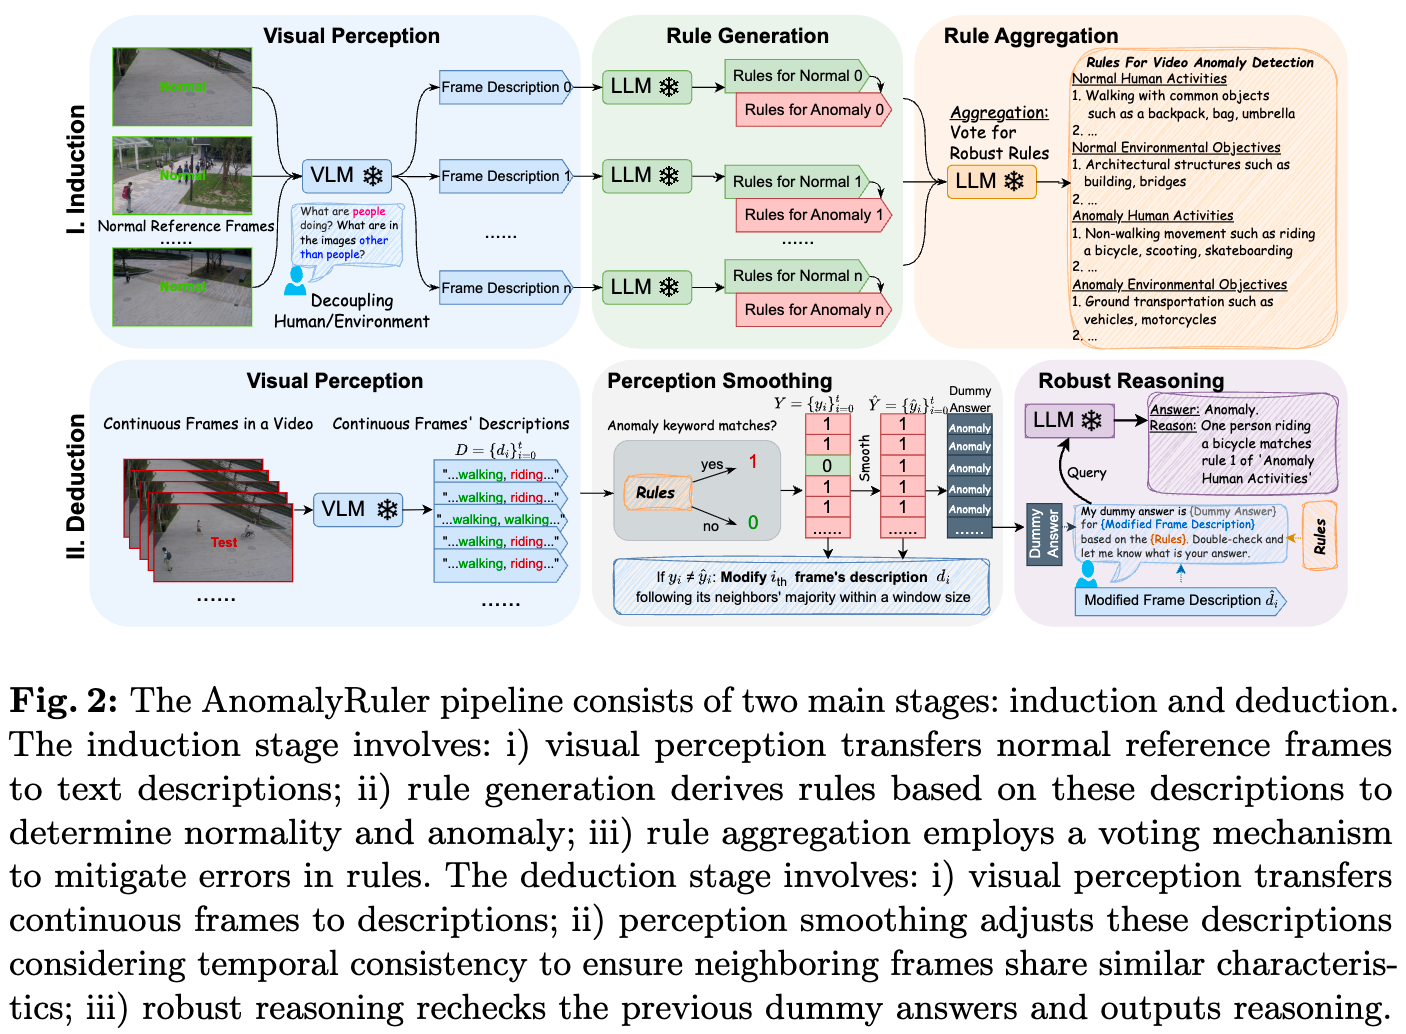 I. Induction
Visual Perception
Normal
Normal
Normal Reference Frames
......
Normal
VLM
What are people
doing? What are in
the images other
than people?
Decoupling
Human/Environment
Frame Description 0
Frame Description 1
......
Frame Description n
Rule Generation
LLM
Rules for Normal 0
Rules for Anomaly 0
LLM
Rules for Normal 1
Rules for Anomaly 1
......
LLM
Rules for Normal n
Rules for Anomaly n
Rule Aggregation
Aggregation:
Vote for
Robust Rules
LLM
Rules For Video Anomaly Detection
Normal Human Activities
1. Walking with common objects
such as a backpack, bag, umbrella
2. ...
Normal Environmental Objectives
1. Architectural structures such as
building, bridges
2. ...
Anomaly Human Activities
1. Non-walking movement such as riding
a bicycle, scooting, skateboarding
2. ...
Anomaly Environmental Objectives
1. Ground transportation such as
vehicles, motorcycles
2. ...
II. Deduction
Visual Perception
Continuous Frames in a Video
Test
......
VLM
Continuous Frames' Descriptions
D = {d_i}^t_{i=0}
"...walking, riding..."
"...walking, riding..."
"...walking, walking..."
"...walking, riding..."
"...walking, riding..."
......
Perception Smoothing
Anomaly keyword matches?
Rules
yes
1
no
0
Y = {y_i}^t_{i=0}
1
1
0
1
1
......
Smooth
Ŷ = {ŷ_i}^t_{i=0}
1
1
1
1
1
......
Dummy
Answer
Anomaly
Anomaly
Anomaly
Anomaly
Anomaly
......
If y_i ≠ ŷ_i: Modify i_th frame's description d_i
following its neighbors' majority within a window size
Robust Reasoning
LLM
Query
Answer: Anomaly.
Reason: One person riding
a bicycle matches
rule 1 of 'Anomaly
Human Activities'
Dummy
Answer
My dummy answer is {Dummy Answer}
for {Modified Frame Description}
based on the {Rules}. Double-check and
let me know what is your answer.
Rules
Modified Frame Description d̂_i
Fig. 2: The AnomalyRuler pipeline consists of two main stages: induction and deduction.
The induction stage involves: i) visual perception transfers normal reference frames
to text descriptions; ii) rule generation derives rules based on these descriptions to
determine normality and anomaly; iii) rule aggregation employs a voting mechanism
to mitigate errors in rules. The deduction stage involves: i) visual perception transfers
continuous frames to descriptions; ii) perception smoothing adjusts these descriptions
considering temporal consistency to ensure neighboring frames share similar characteris-
tics; iii) robust reasoning rechecks the previous dummy answers and outputs reasoning.